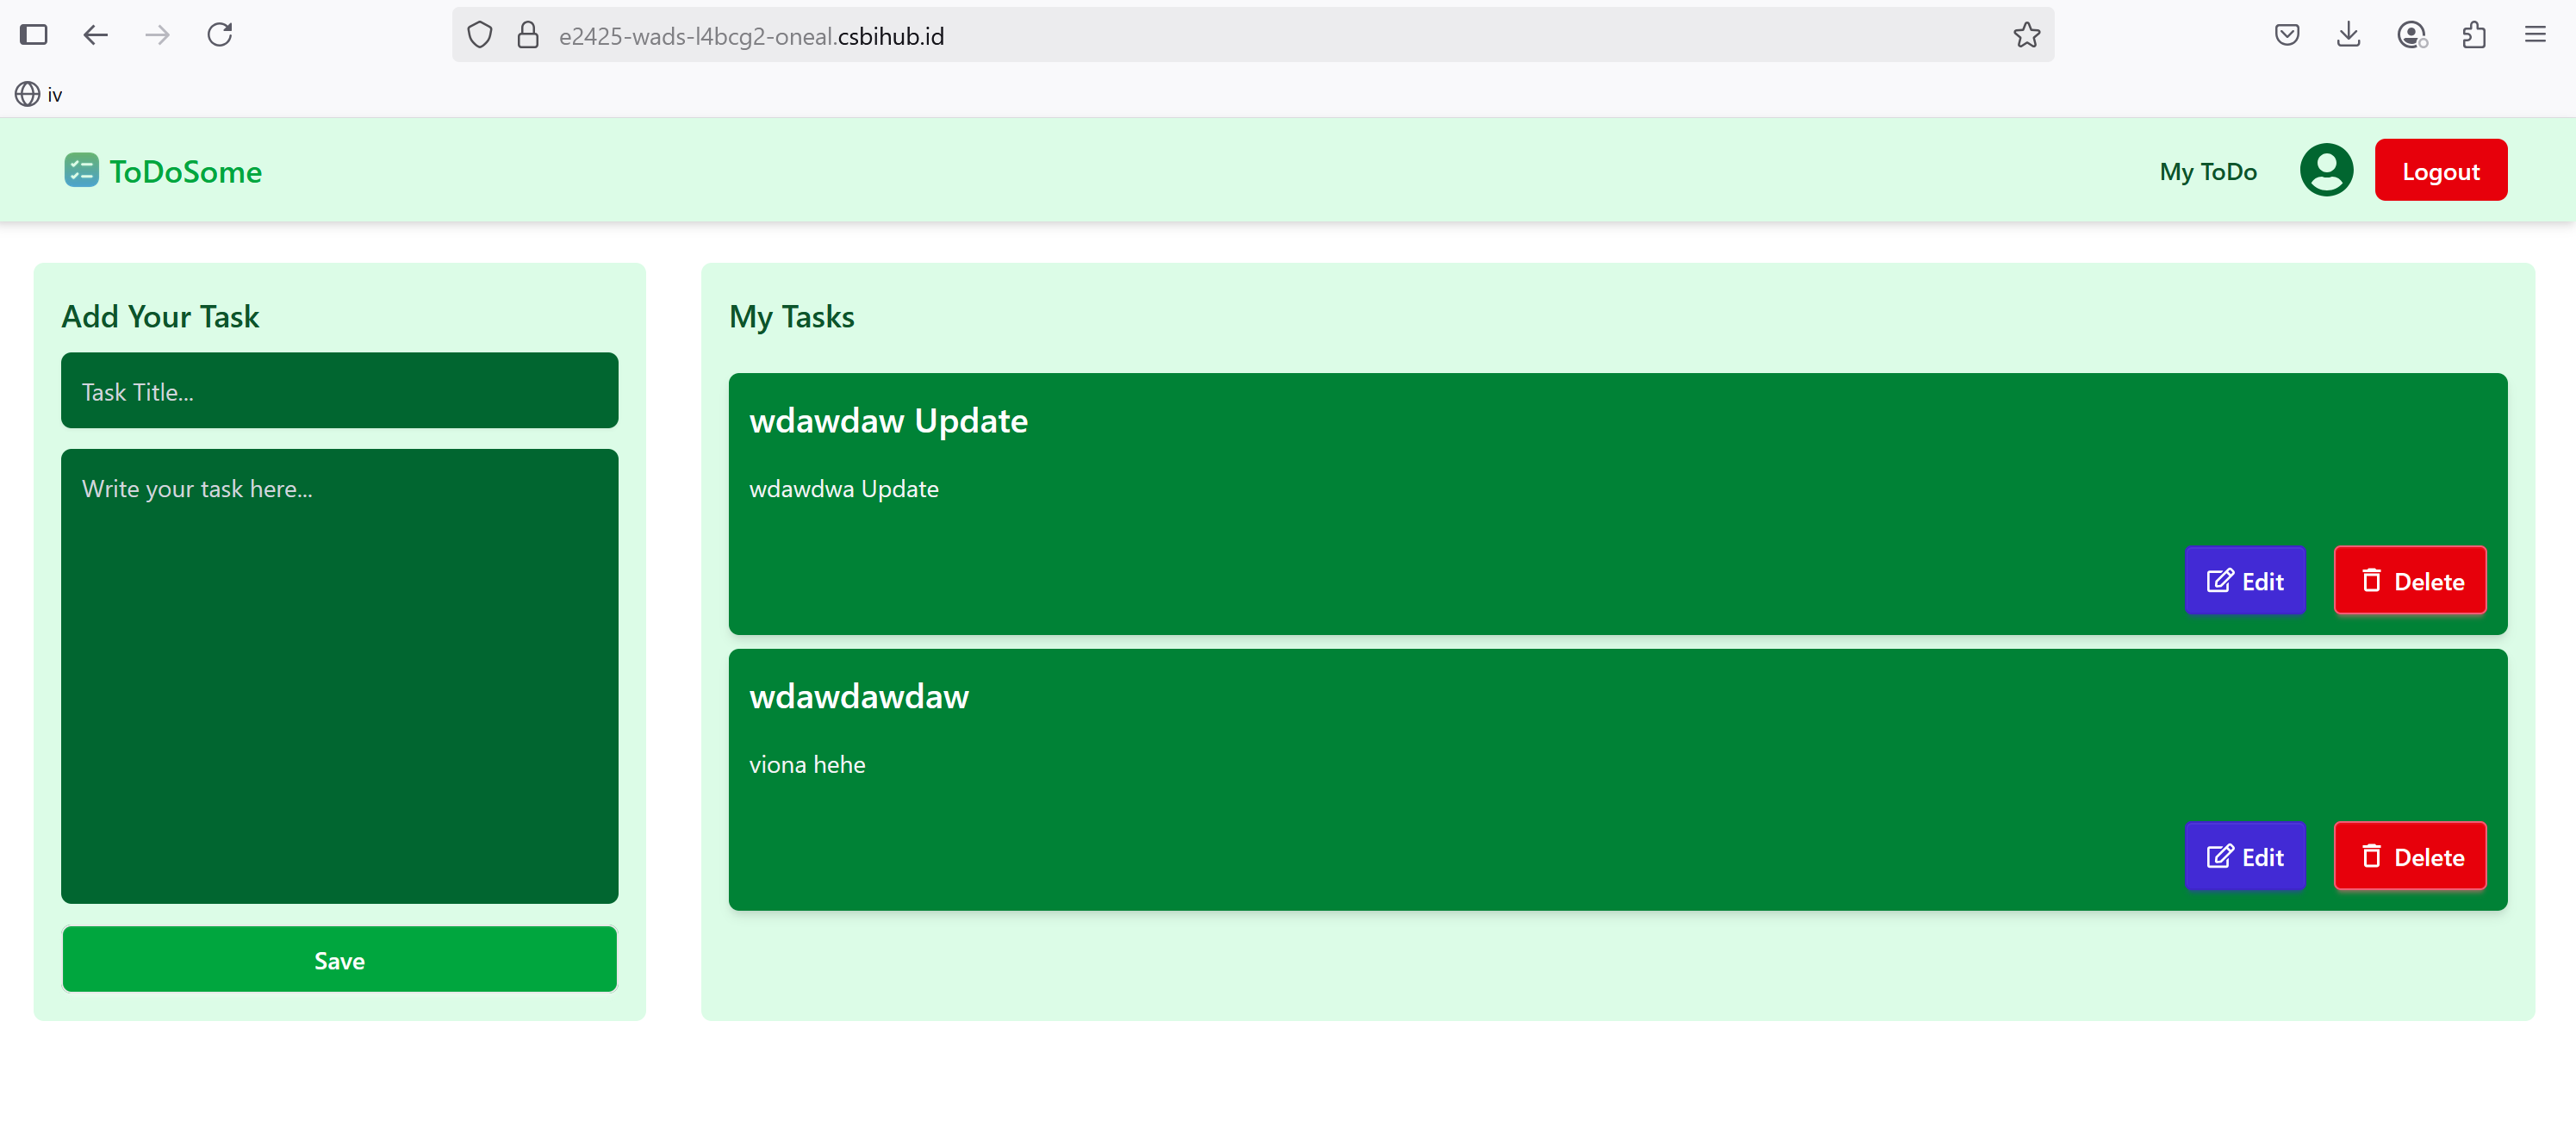 e2425-wads-l4bcg2-oneal.csbihub.id
iv
ToDoSome
My ToDo
Logout
Add Your Task
Task Title...
Write your task here...
Save
My Tasks
wdawdaw Update
wdawdwa Update
Edit
Delete
wdawdawdaw
viona hehe
Edit
Delete